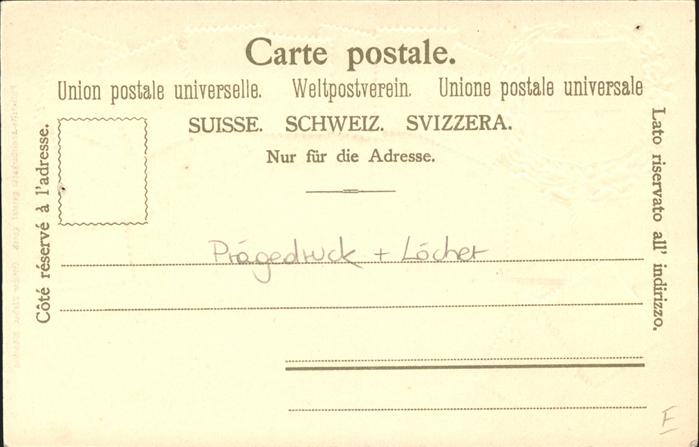 Carte postale.
Union postale universelle. Weltpostverein. Unione postale universale
SUISSE. SCHWEIZ. SVIZZERA.
Nur für die Adresse.
Côté réservé à l'adresse.
Lato riservato all' indirizzo.
Prägedruck + Löcher
F